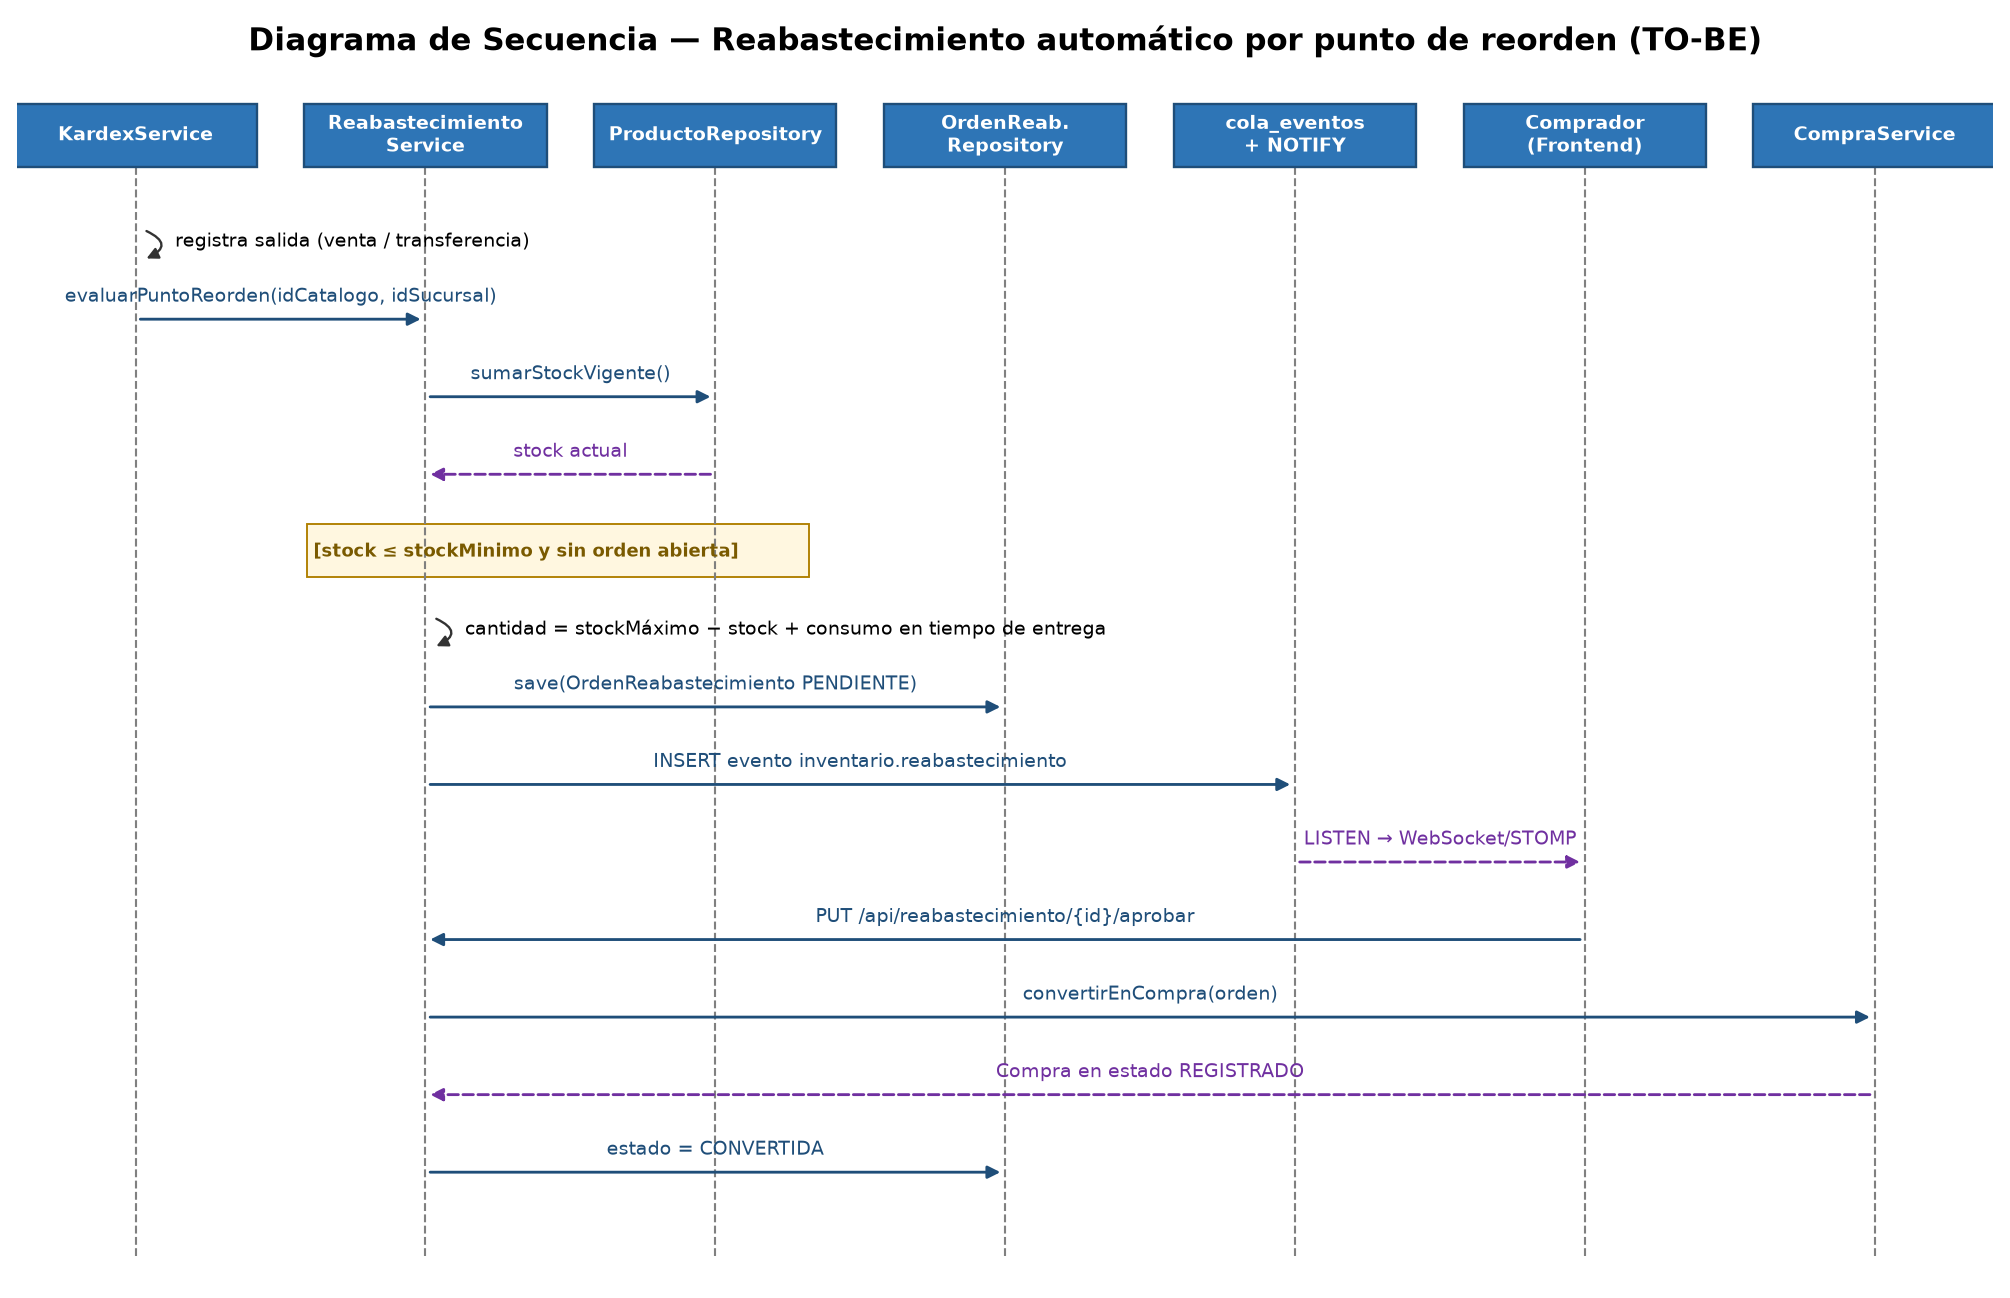 Diagrama de Secuencia — Reabastecimiento automático por punto de reorden (TO-BE)
KardexService
Reabastecimiento
Service
ProductoRepository
OrdenReab.
Repository
cola_eventos
+ NOTIFY
Comprador
(Frontend)
CompraService
registra salida (venta / transferencia)
evaluarPuntoReorden(idCatalogo, idSucursal)
sumarStockVigente()
stock actual
[stock ≤ stockMinimo y sin orden abierta]
cantidad = stockMáximo − stock + consumo en tiempo de entrega
save(OrdenReabastecimiento PENDIENTE)
INSERT evento inventario.reabastecimiento
LISTEN → WebSocket/STOMP
PUT /api/reabastecimiento/{id}/aprobar
convertirEnCompra(orden)
Compra en estado REGISTRADO
estado = CONVERTIDA